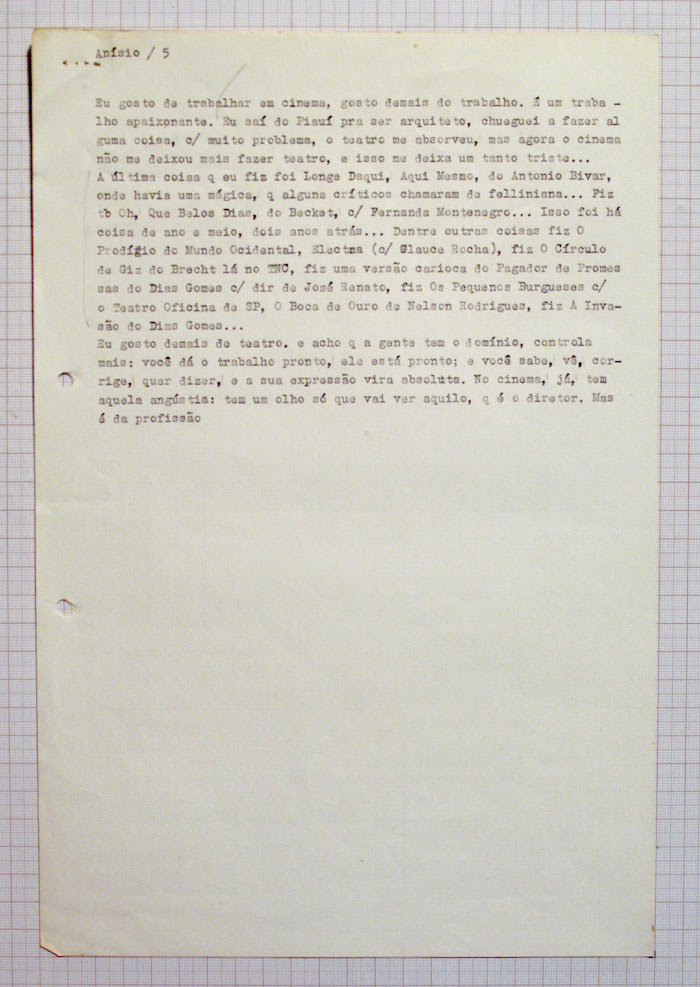 Anísio / 5
Eu gosto de trabalhar em cinema, gosto demais do trabalho. É um traba -
lho apaixonante. Eu saí do Piauí pra ser arquiteto, chueguei a fazer al
guma coisa, c/ muito problema, o teatro me absorveu, mas agora o cinema
não me deixou mais fazer teatro, e isso me deixa um tanto triste...
A última coisa q eu fiz foi Longe Daqui, Aqui Mesmo, do Antonio Bivar,
onde havia uma mágica, q alguns críticos chamaram de felliniana... Fiz
tb Oh, Que Belos Dias, do Becket, c/ Fernanda Montenegro... Isso foi há
coisa de ano e meio, dois anos atrás... Dentre outras coisas fiz O
Prodígio do Mundo Ocidental, Electna (c/ Glauce Rocha), fiz O Círculo
de Giz do Brecht lá no TNC, fiz uma versão carioca do Pagador de Promes
sas do Dias Gomes c/ dir de José Renato, fiz Os Pequenos Burgueses c/
o Teatro Oficina de SP, O Boca de Ouro de Nelson Rodrigues, fiz A Inva-
são do Dias Gomes...
Eu gosto demais de teatro. e acho q a gente tem o domínio, controla
mais: você dá o trabalho pronto, ele está pronto; e você sabe, vê, cor-
rige, quer dizer, e a sua expressão vira absoluta. No cinema, já, tem
aquela angústia: tem um olho só que vai ver aquilo, q é o diretor. Mas
é da profissão